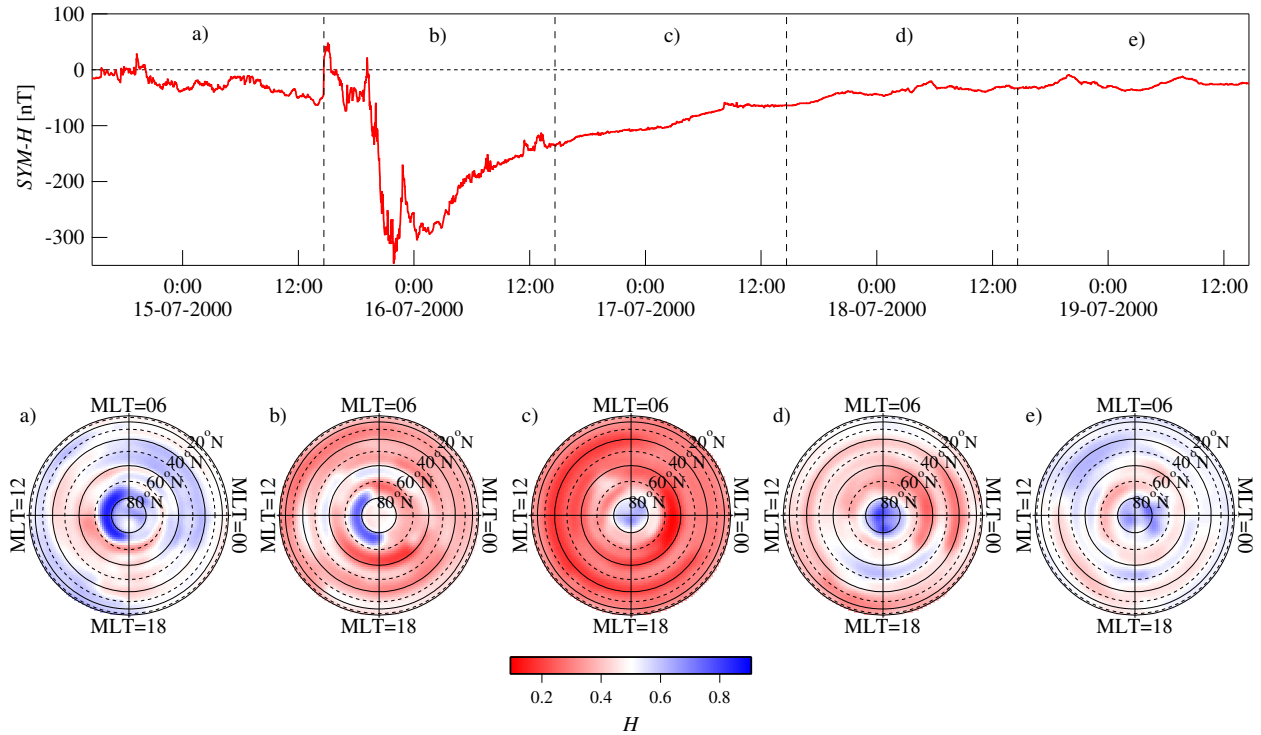 100
0
-100
-200
-300
SYM-H [nT]
a)
b)
c)
d)
e)
0:00
12:00
0:00
12:00
0:00
12:00
0:00
12:00
0:00
12:00
15-07-2000
16-07-2000
17-07-2000
18-07-2000
19-07-2000
a)
MLT=06
MLT=12
MLT=00
MLT=18
20°N
40°N
60°N
80°N
b)
MLT=06
MLT=12
MLT=00
MLT=18
20°N
40°N
60°N
80°N
c)
MLT=06
MLT=12
MLT=00
MLT=18
20°N
40°N
60°N
80°N
d)
MLT=06
MLT=12
MLT=00
MLT=18
20°N
40°N
60°N
80°N
e)
MLT=06
MLT=12
MLT=00
MLT=18
20°N
40°N
60°N
80°N
0.2
0.4
0.6
0.8
H